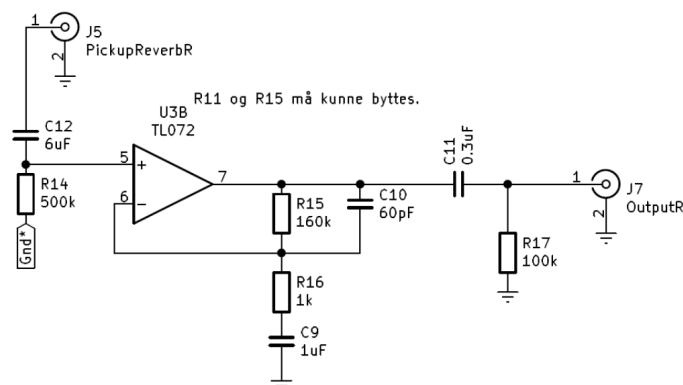 1
J5
PickupReverbR
2
R11 og R15 må kunne byttes.
U3B
TL072
C12
6uF
5
+
7
6
-
R14
500k
Gnd*
R15
160k
C10
60pF
C11
0.3uF
1
J7
OutputR
2
R17
100k
R16
1k
C9
1uF